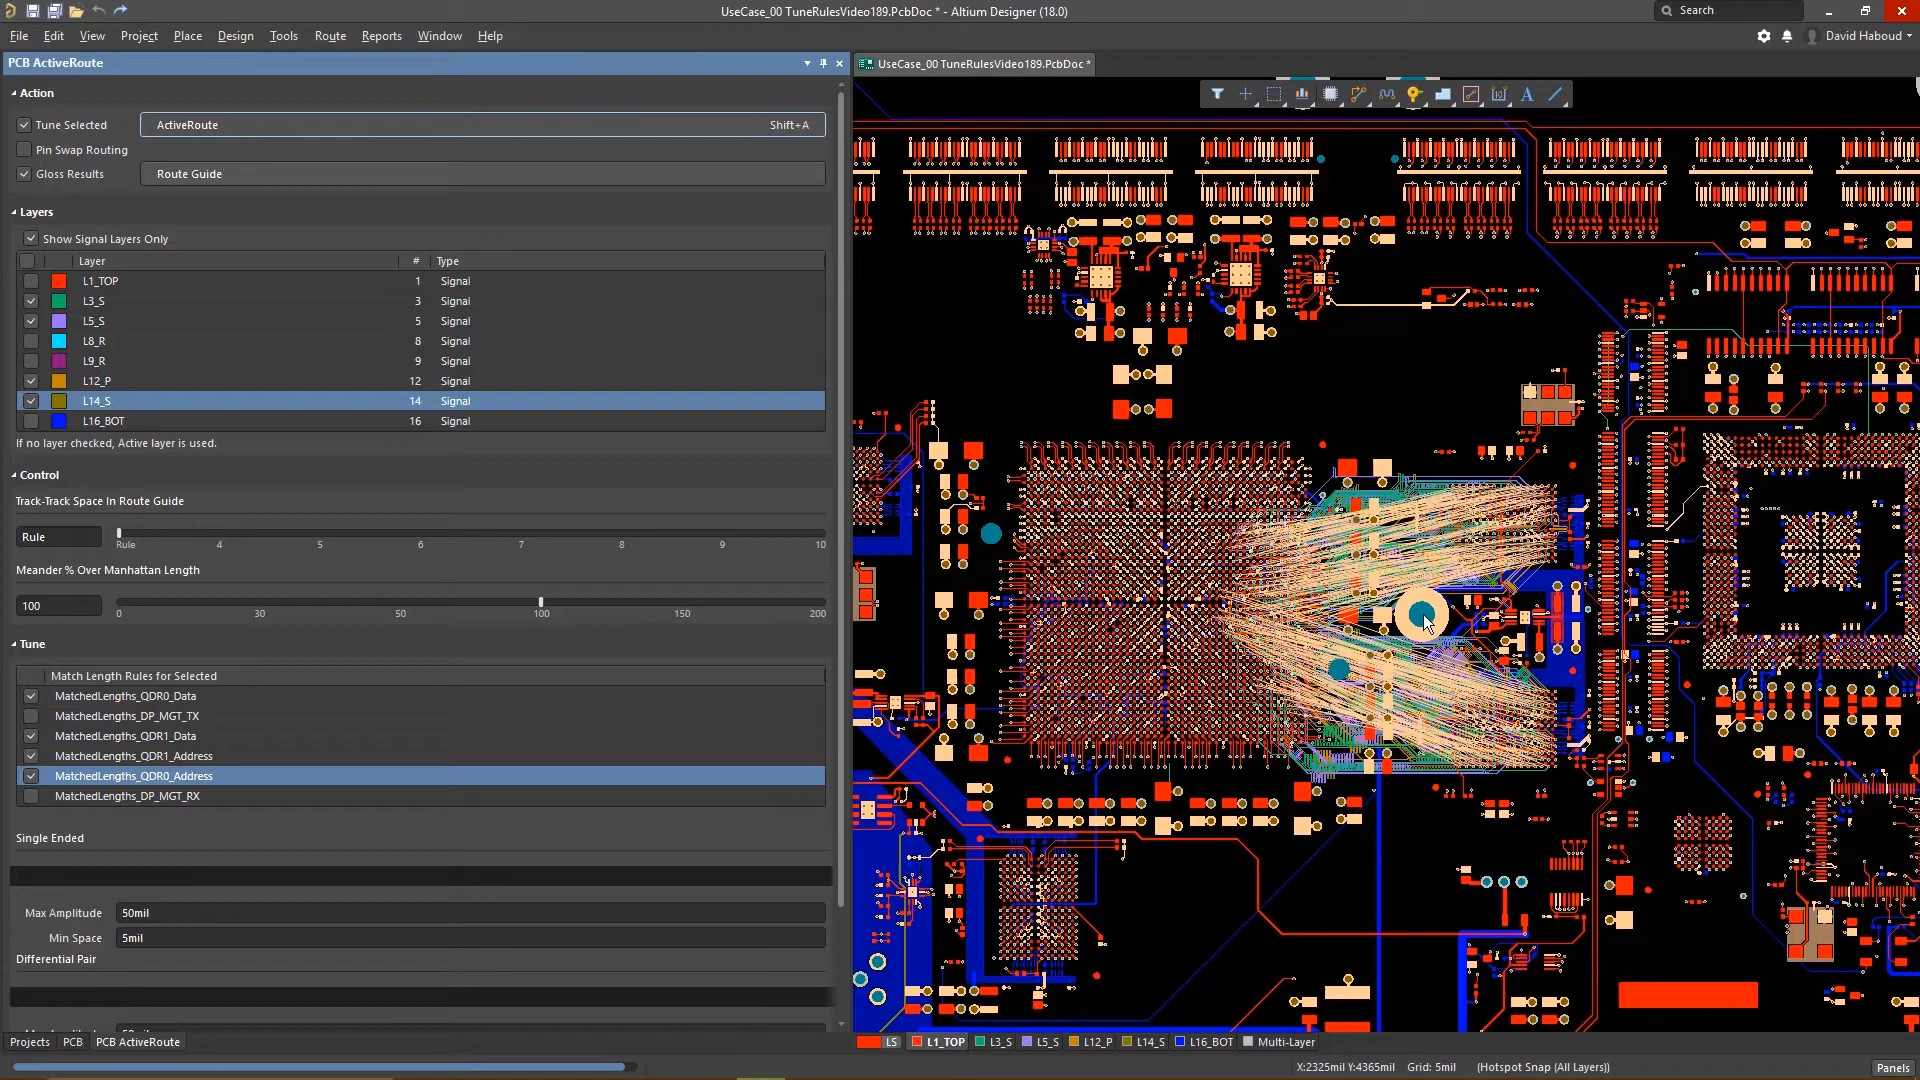 UseCase_00 TuneRulesVideo189.PcbDoc * - Altium Designer (18.0)
Search
File Edit View Project Place Design Tools Route Reports Window Help
David Haboud
PCB ActiveRoute
UseCase_00 TuneRulesVideo189.PcbDoc *
Action
Tune Selected
ActiveRoute Shift+A
Pin Swap Routing
Gloss Results
Route Guide
Layers
Show Signal Layers Only
Layer # Type
L1_TOP 1 Signal
L3_S 3 Signal
L5_S 5 Signal
L8_R 8 Signal
L9_R 9 Signal
L12_P 12 Signal
L14_S 14 Signal
L16_BOT 16 Signal
If no layer checked, Active layer is used.
Control
Track-Track Space In Route Guide
Rule
Rule 4 5 6 7 8 9 10
Meander % Over Manhattan Length
100
0 30 50 100 150 200
Tune
Match Length Rules for Selected
MatchedLengths_QDR0_Data
MatchedLengths_DP_MGT_TX
MatchedLengths_QDR1_Data
MatchedLengths_QDR1_Address
MatchedLengths_QDR0_Address
MatchedLengths_DP_MGT_RX
Single Ended
Max Amplitude 50mil
Min Space 5mil
Differential Pair
Projects PCB PCB ActiveRoute
LS L1_TOP L3_S L5_S L12_P L14_S L16_BOT Multi-Layer
X:2325mil Y:4365mil Grid: 5mil (Hotspot Snap (All Layers))
Panels